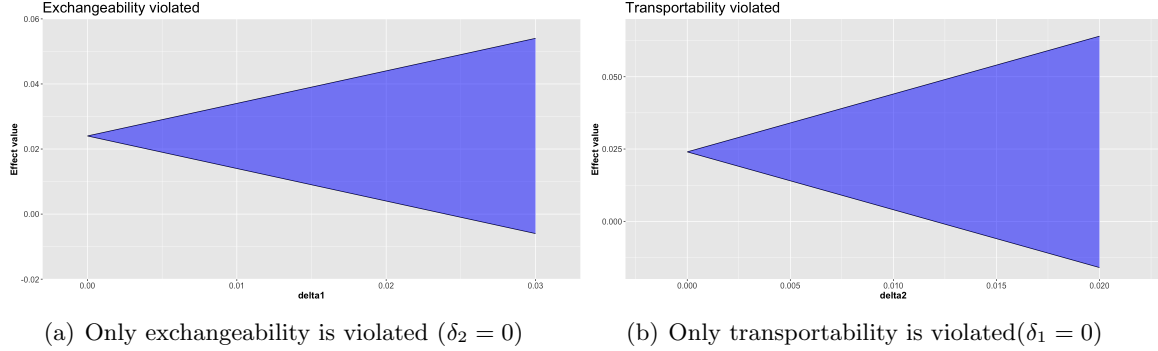 Exchangeability violated
Effect value
0.06
0.04
0.02
0.00
-0.02
0.00 0.01 0.02 0.03
delta1
(a) Only exchangeability is violated (δ₂ = 0)
Transportability violated
Effect value
0.050
0.025
0.000
0.000 0.005 0.010 0.015 0.020
delta2
(b) Only transportability is violated(δ₁ = 0)